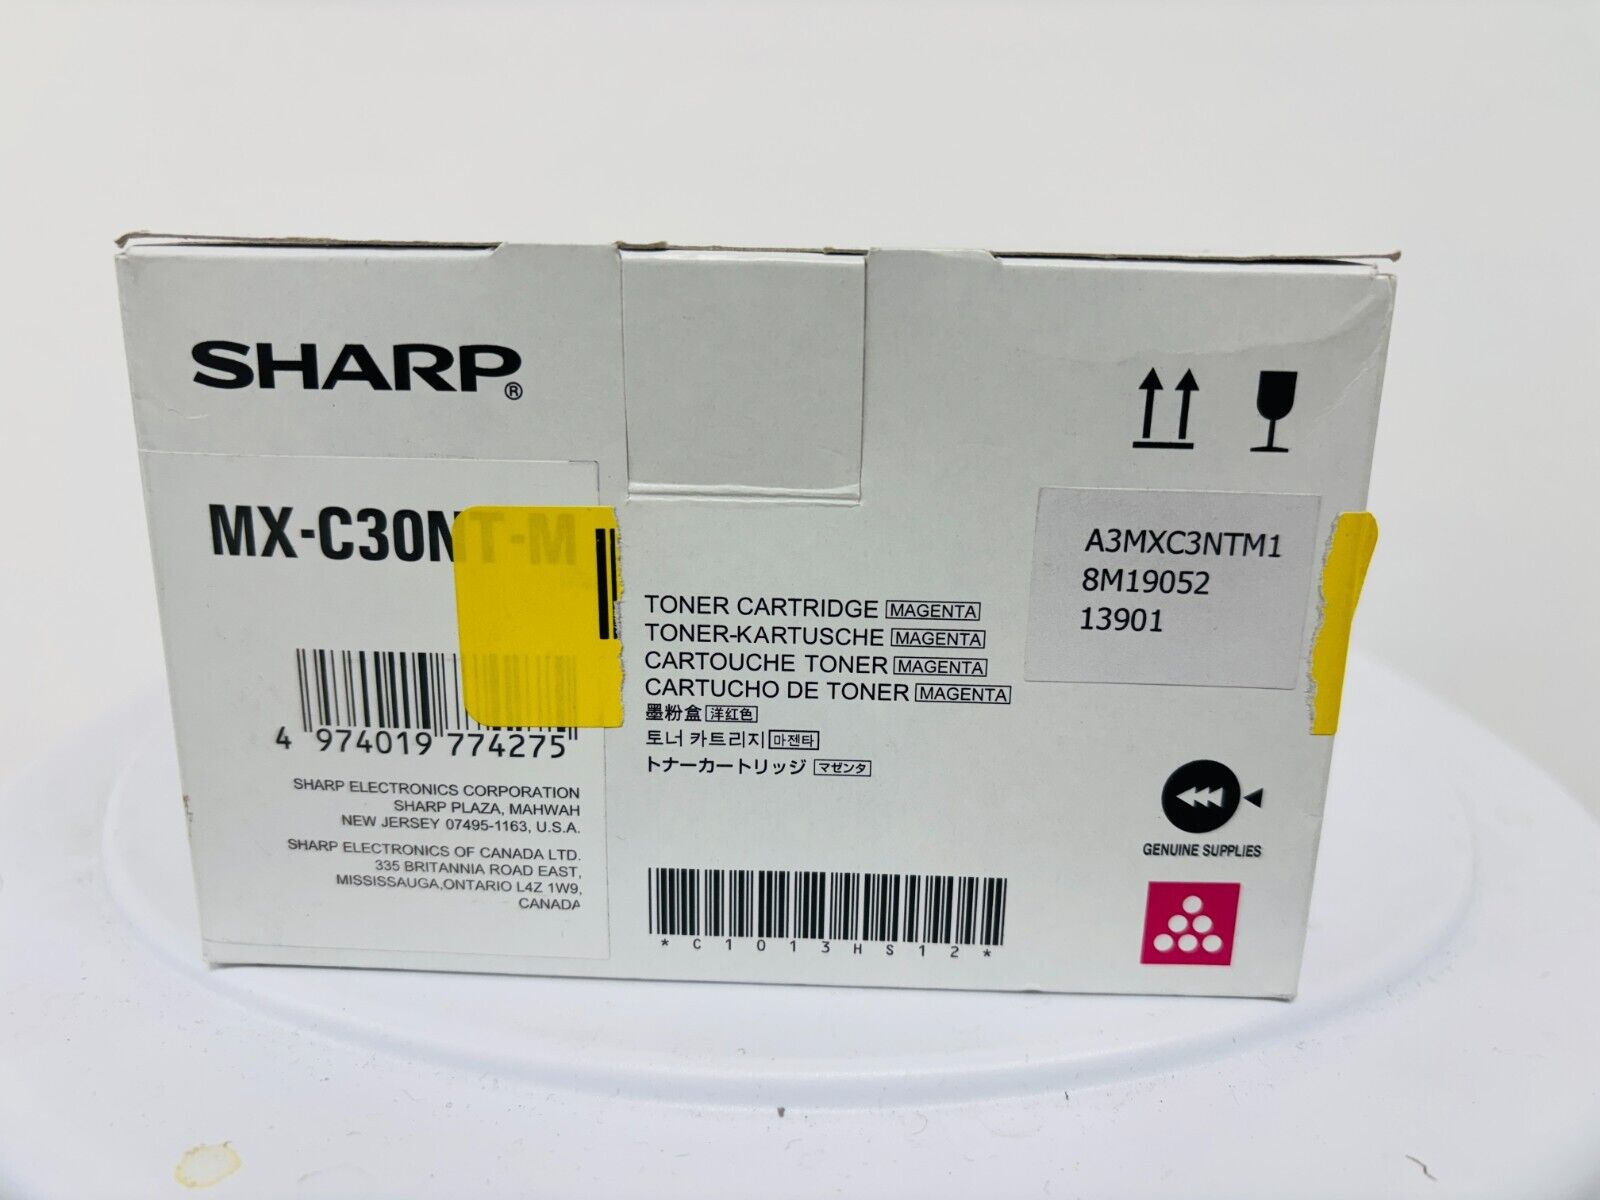 SHARP®
MX-C30NT-M
4 974019 774275
SHARP ELECTRONICS CORPORATION
SHARP PLAZA, MAHWAH
NEW JERSEY 07495-1163, U.S.A.
SHARP ELECTRONICS OF CANADA LTD.
335 BRITANNIA ROAD EAST,
MISSISSAUGA,ONTARIO L4Z 1W9,
CANADA
TONER CARTRIDGE MAGENTA
TONER-KARTUSCHE MAGENTA
CARTOUCHE TONER MAGENTA
CARTUCHO DE TONER MAGENTA
墨粉盒 洋红色
토너 카트리지 마젠타
トナーカートリッジ マゼンタ
*C1013HS12*
A3MXC3NTM1
8M19052
13901
GENUINE SUPPLIES